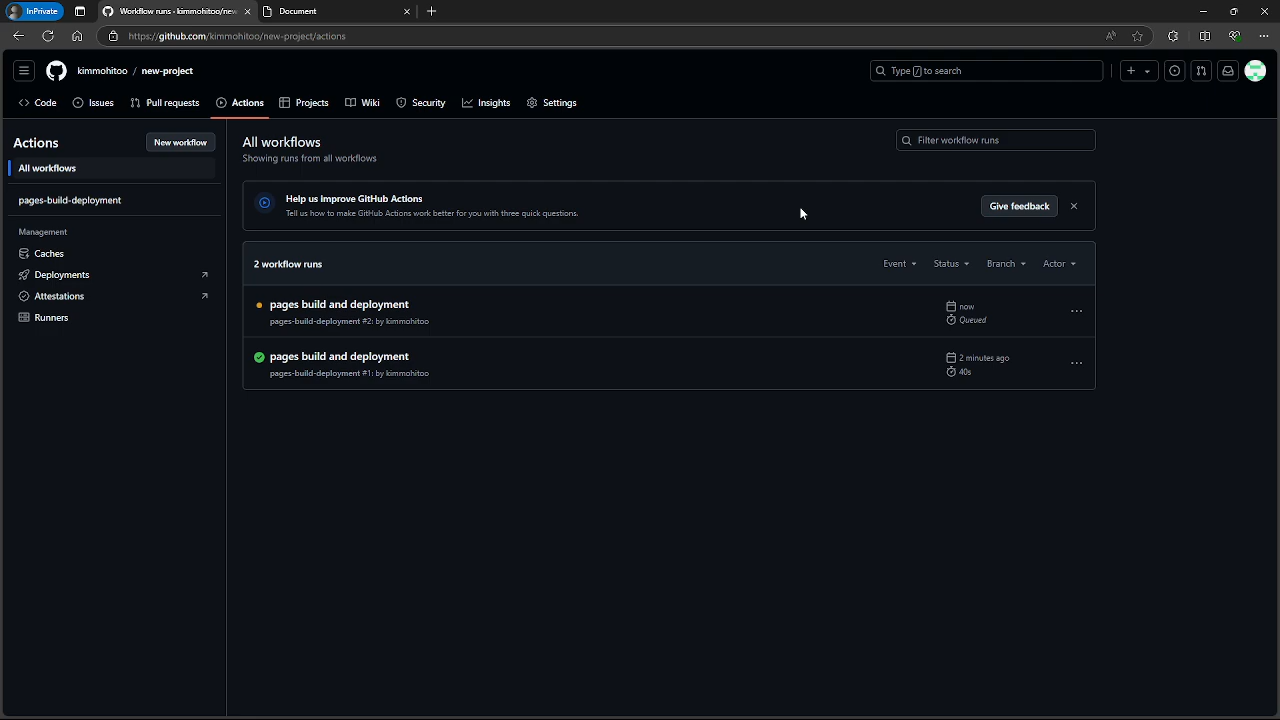 InPrivate
Workflow runs · kimmohitoo/new
Document
https://github.com/kimmohitoo/new-project/actions
kimmohitoo / new-project
Type / to search
Code
Issues
Pull requests
Actions
Projects
Wiki
Security
Insights
Settings
Actions
New workflow
All workflows
pages-build-deployment
Management
Caches
Deployments
Attestations
Runners
All workflows
Showing runs from all workflows
Filter workflow runs
Help us improve GitHub Actions
Tell us how to make GitHub Actions work better for you with three quick questions.
Give feedback
2 workflow runs
Event
Status
Branch
Actor
pages build and deployment
pages-build-deployment #2: by kimmohitoo
now
Queued
pages build and deployment
pages-build-deployment #1: by kimmohitoo
2 minutes ago
40s